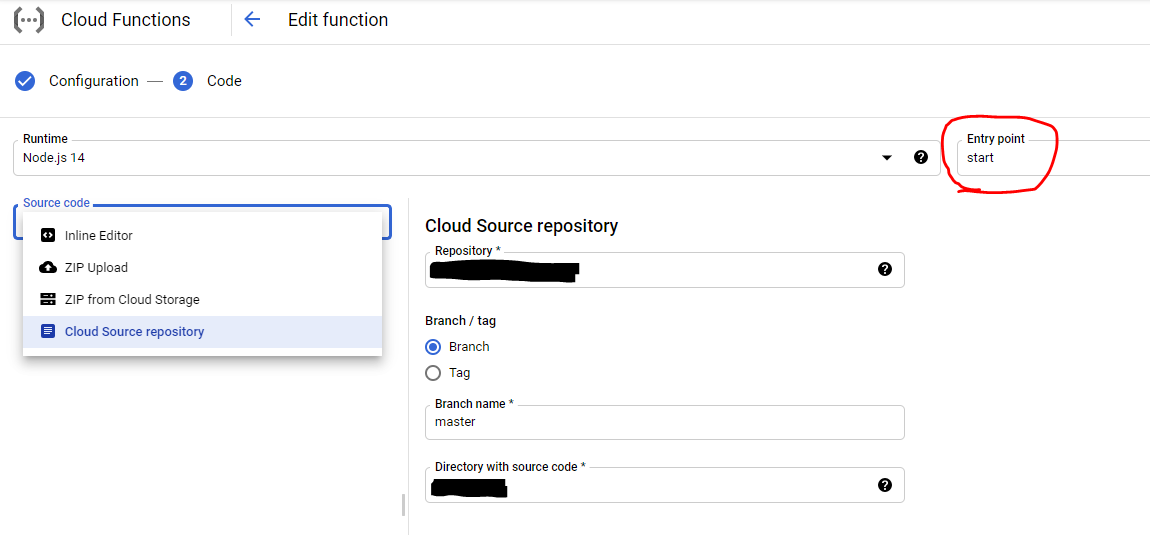 Cloud Functions
Edit function
Configuration
2
Code
Runtime
Node.js 14
Entry point
start
Source code
Inline Editor
ZIP Upload
ZIP from Cloud Storage
Cloud Source repository
Cloud Source repository
Repository *
Branch / tag
Branch
Tag
Branch name *
master
Directory with source code *